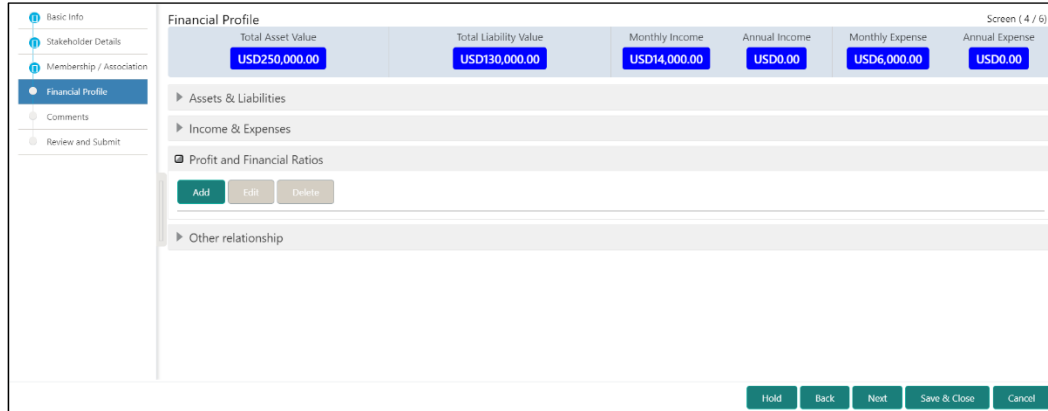 Basic Info
Stakeholder Details
Membership / Association
Financial Profile
Comments
Review and Submit
Financial Profile
Screen ( 4 / 6)
Total Asset Value
Total Liability Value
Monthly Income
Annual Income
Monthly Expense
Annual Expense
USD250,000.00
USD130,000.00
USD14,000.00
USD0.00
USD6,000.00
USD0.00
Assets & Liabilities
Income & Expenses
Profit and Financial Ratios
Add
Edit
Delete
Other relationship
Hold
Back
Next
Save & Close
Cancel